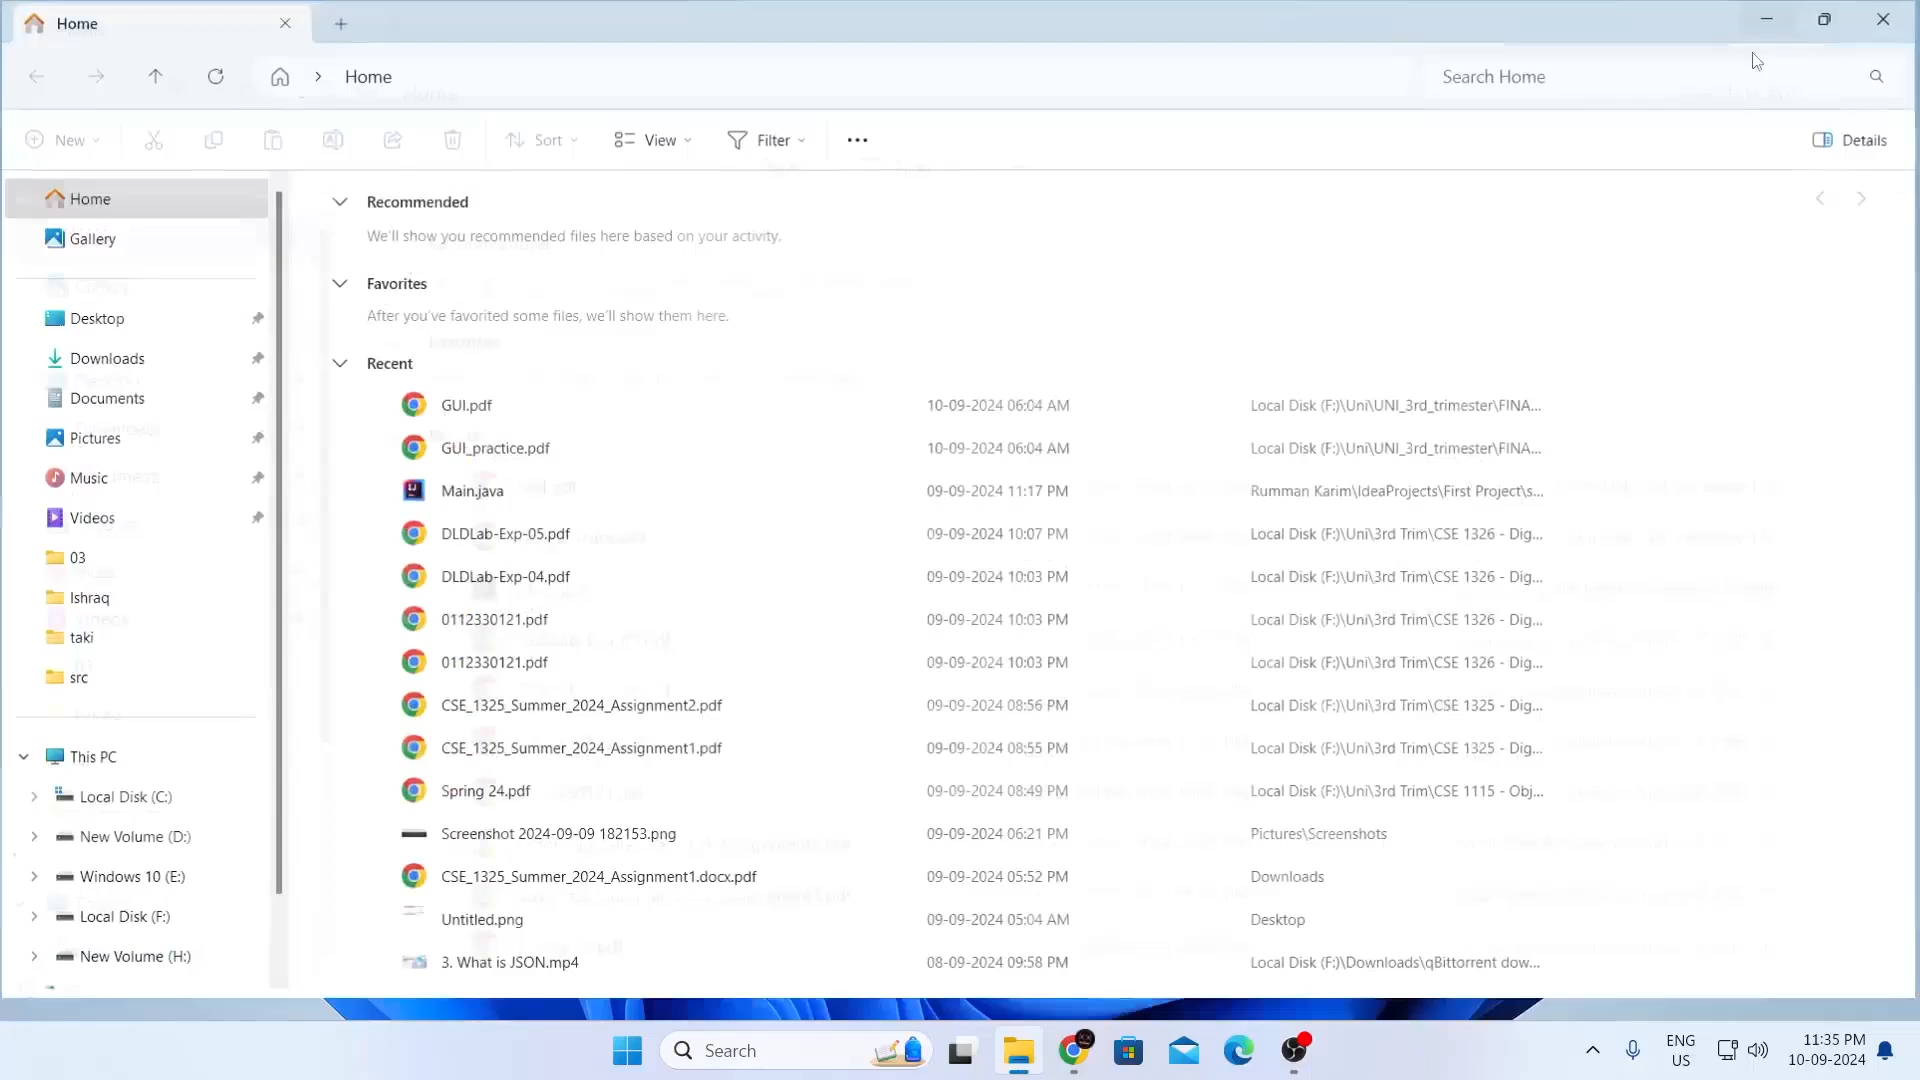 Home
Home
Search Home
New
Sort
View
Filter
Details
Home
Gallery
Desktop
Downloads
Documents
Pictures
Music
Videos
03
Ishraq
taki
src
This PC
Local Disk (C:)
New Volume (D:)
Windows 10 (E:)
Local Disk (F:)
New Volume (H:)
Recommended
We'll show you recommended files here based on your activity.
Favorites
After you've favorited some files, we'll show them here.
Recent
GUI.pdf 10-09-2024 06:04 AM Local Disk (F:)\Uni\UNI_3rd_trimester\FINA...
GUI_practice.pdf 10-09-2024 06:04 AM Local Disk (F:)\Uni\UNI_3rd_trimester\FINA...
Main.java 09-09-2024 11:17 PM Rumman Karim\IdeaProjects\First Project\s...
DLDLab-Exp-05.pdf 09-09-2024 10:07 PM Local Disk (F:)\Uni\3rd Trim\CSE 1326 - Dig...
DLDLab-Exp-04.pdf 09-09-2024 10:03 PM Local Disk (F:)\Uni\3rd Trim\CSE 1326 - Dig...
0112330121.pdf 09-09-2024 10:03 PM Local Disk (F:)\Uni\3rd Trim\CSE 1326 - Dig...
0112330121.pdf 09-09-2024 10:03 PM Local Disk (F:)\Uni\3rd Trim\CSE 1326 - Dig...
CSE_1325_Summer_2024_Assignment2.pdf 09-09-2024 08:56 PM Local Disk (F:)\Uni\3rd Trim\CSE 1325 - Dig...
CSE_1325_Summer_2024_Assignment1.pdf 09-09-2024 08:55 PM Local Disk (F:)\Uni\3rd Trim\CSE 1325 - Dig...
Spring 24.pdf 09-09-2024 08:49 PM Local Disk (F:)\Uni\3rd Trim\CSE 1115 - Obj...
Screenshot 2024-09-09 182153.png 09-09-2024 06:21 PM Pictures\Screenshots
CSE_1325_Summer_2024_Assignment1.docx.pdf 09-09-2024 05:52 PM Downloads
Untitled.png 09-09-2024 05:04 AM Desktop
3. What is JSON.mp4 08-09-2024 09:58 PM Local Disk (F:)\Downloads\qBittorrent dow...
Search
ENG
US
11:35 PM
10-09-2024